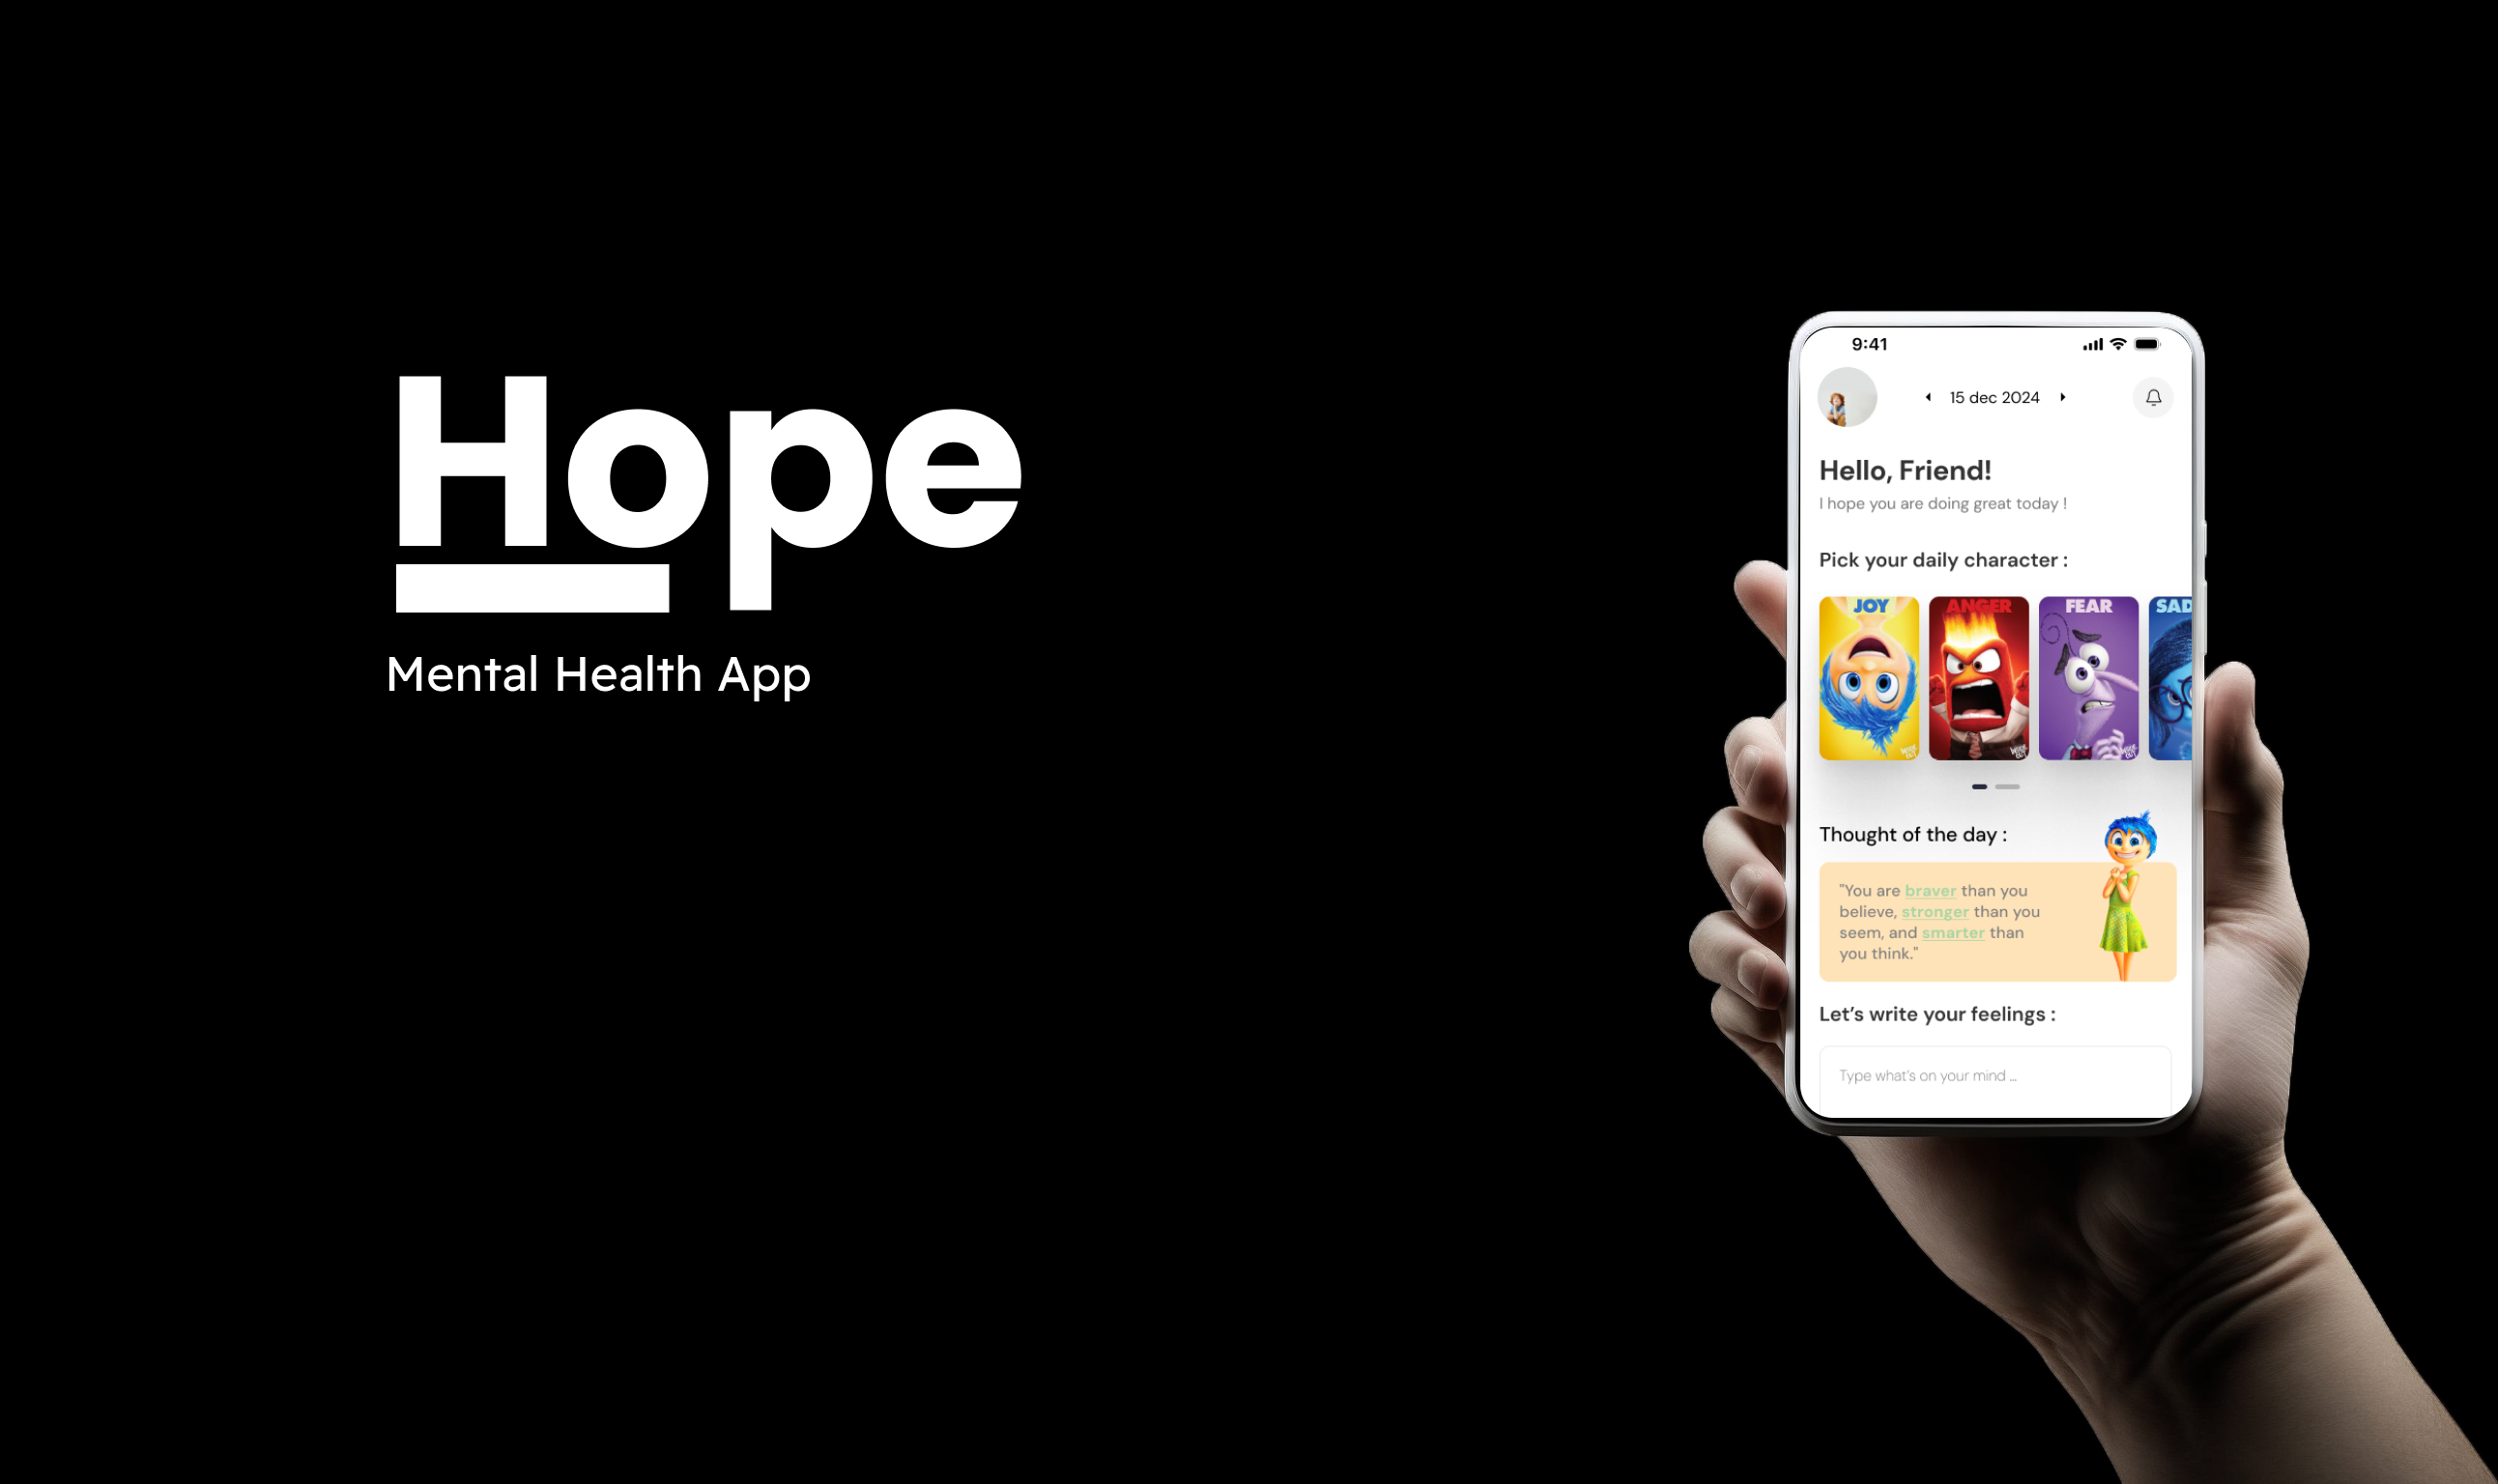 Hope
Mental Health App
9:41
15 dec 2024
Hello, Friend!
I hope you are doing great today !
Pick your daily character :
JOY
ANGER
FEAR
SAD
Thought of the day :
"You are braver than you
believe, stronger than you
seem, and smarter than
you think."
Let's write your feelings :
Type what's on your mind ...